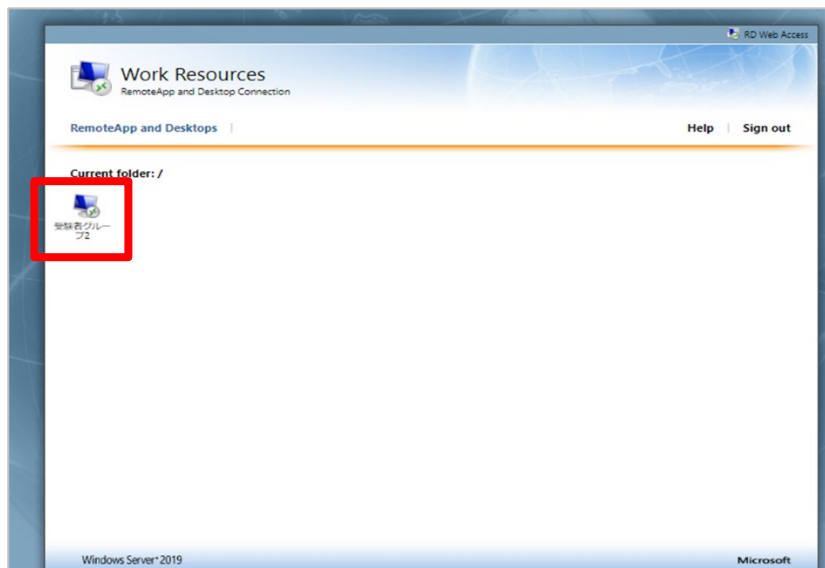 RD Web Access
Work Resources
RemoteApp and Desktop Connection
RemoteApp and Desktops
Help Sign out
Current folder: /
受験者グルー
プ2
Windows Server® 2019
Microsoft